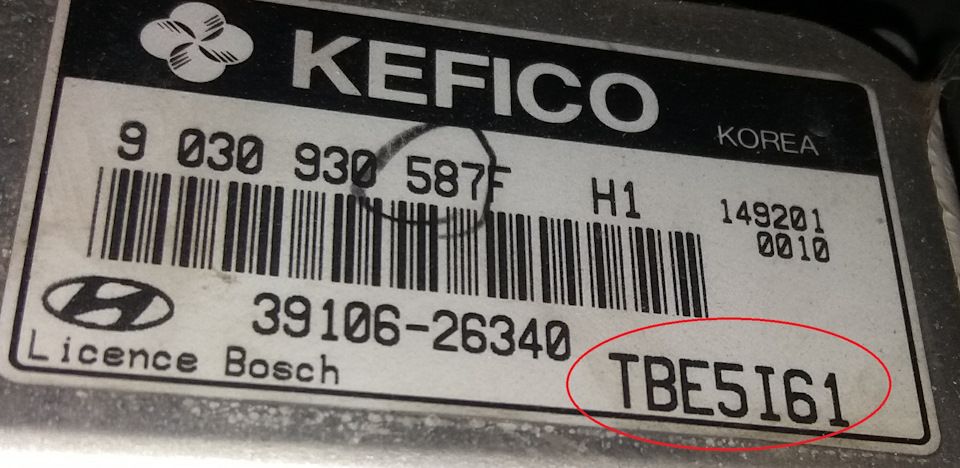 KEFICO
KOREA
9 030 930 587F H1
149201
0010
39106-26340
Licence Bosch
TBE5I61